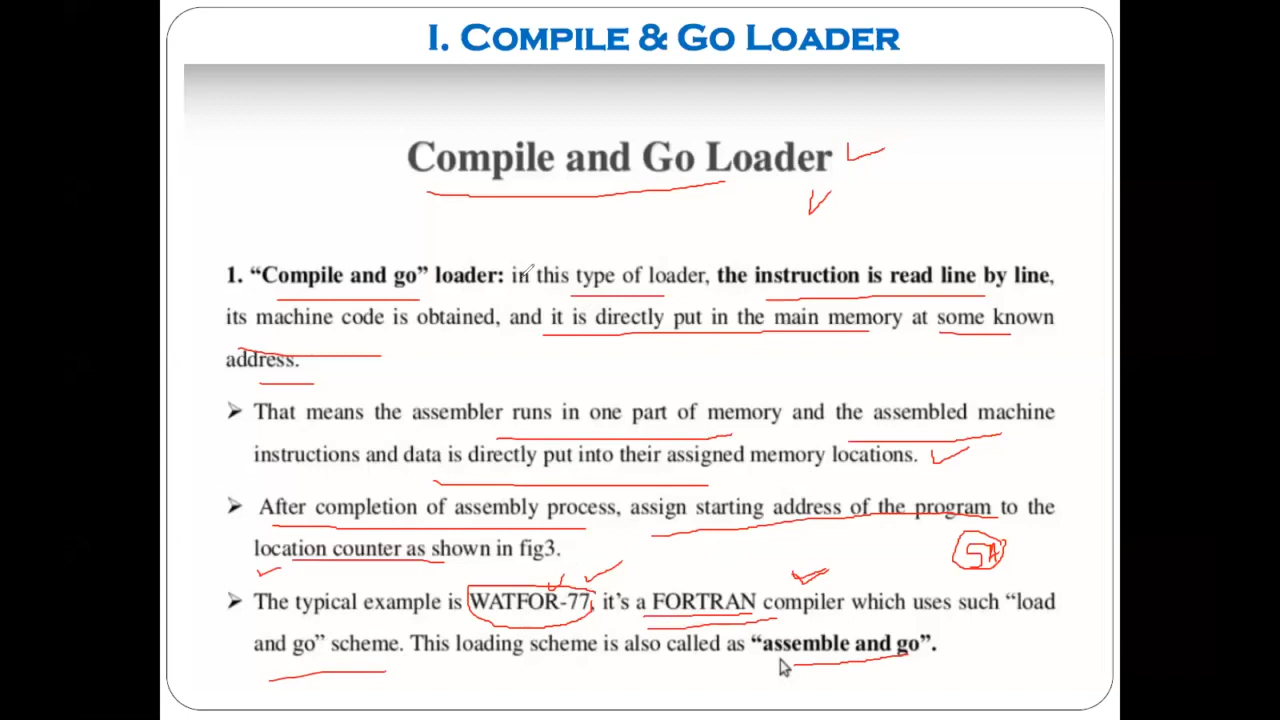 I. COMPILE & GO LOADER
Compile and Go Loader
1. “Compile and go” loader: in this type of loader, the instruction is read line by line,
its machine code is obtained, and it is directly put in the main memory at some known
address.
➢ That means the assembler runs in one part of memory and the assembled machine
instructions and data is directly put into their assigned memory locations.
➢ After completion of assembly process, assign starting address of the program to the
location counter as shown in fig3.
SA
➢ The typical example is WATFOR-77, it’s a FORTRAN compiler which uses such “load
and go” scheme. This loading scheme is also called as “assemble and go”.